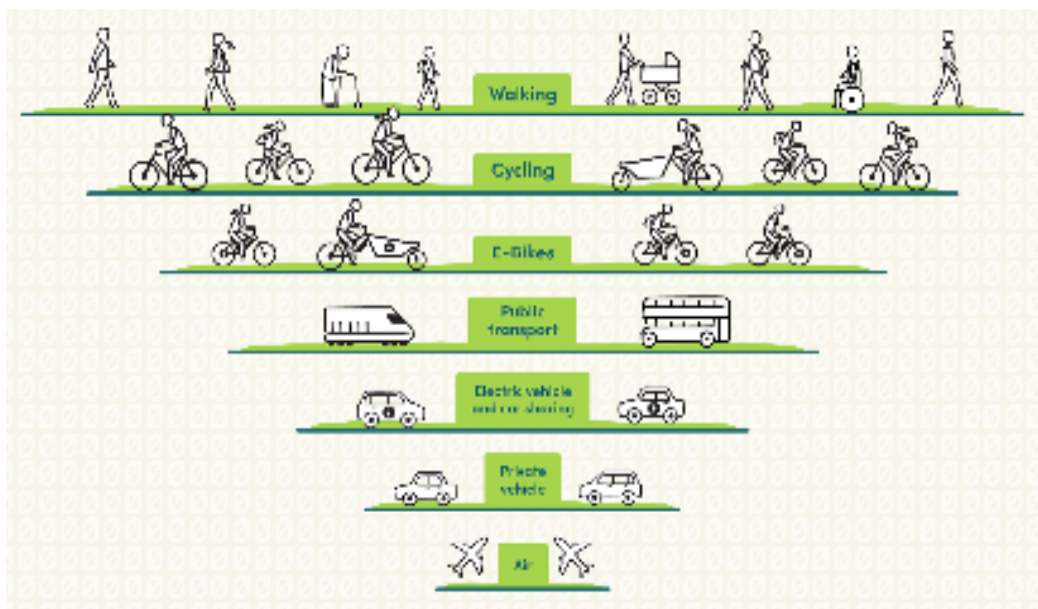 Walking
Cycling
E-Bikes
Public
transport
Electric vehicle
and car sharing
Private
vehicle
Air